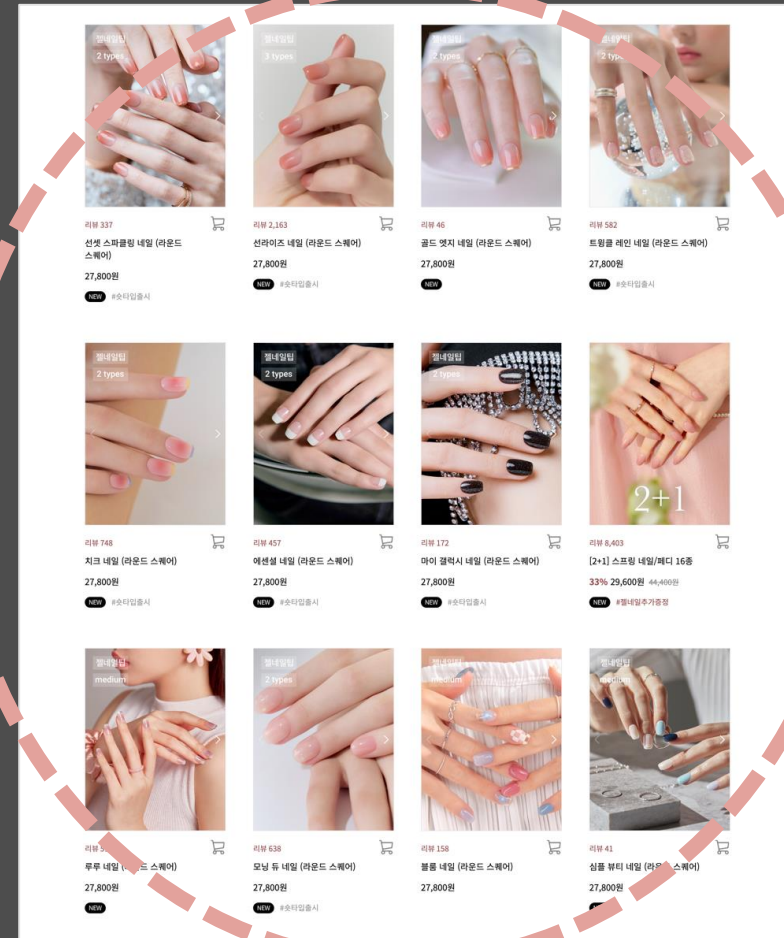 젤네일팁
2 types
리뷰 337
선셋 스파클링 네일 (라운드
스퀘어)
27,800원
NEW #숏타입출시
젤네일팁
3 types
리뷰 2,163
선라이즈 네일 (라운드 스퀘어)
27,800원
NEW #숏타입출시
젤네일팁
2 types
리뷰 46
골드 엣지 네일 (라운드 스퀘어)
27,800원
NEW
젤네일팁
리뷰 582
트윙클 레인 네일 (라운드 스퀘어)
27,800원
NEW #숏타입출시
젤네일팁
2 types
리뷰 748
치크 네일 (라운드 스퀘어)
27,800원
NEW #숏타입출시
젤네일팁
2 types
리뷰 457
에센셜 네일 (라운드 스퀘어)
27,800원
NEW #숏타입출시
젤네일팁
2 types
리뷰 172
마이 갤럭시 네일 (라운드 스퀘어)
27,800원
NEW #숏타입출시
2+1
리뷰 8,403
[2+1] 스프링 네일/페디 16종
33% 29,600원 44,400원
NEW #젤네일추가증정
젤네일팁
medium
리뷰
루루 네일 스퀘어)
27,800원
NEW
젤네일팁
2 types
리뷰 638
모닝 듀 네일 (라운드 스퀘어)
27,800원
NEW #숏타입출시
젤네일팁
medium
리뷰 158
블룸 네일 (라운드 스퀘어)
27,800원
젤네일팁
medium
리뷰 41
심플 뷰티 네일 스퀘어)
27,800원